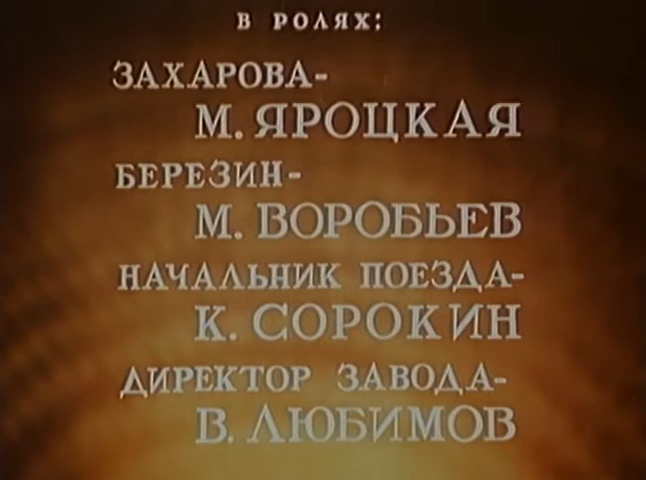 В РОЛЯХ:
ЗАХАРОВА-
М. ЯРОЦКАЯ
БЕРЕЗИН-
М. ВОРОБЬЕВ
НАЧАЛЬНИК ПОЕЗДА-
К. СОРОКИН
ДИРЕКТОР ЗАВОДА-
В. ЛЮБИМОВ